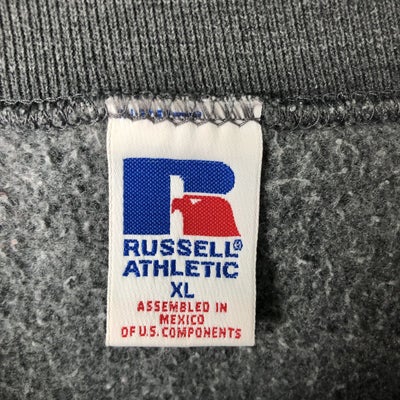 R
RUSSELL®
ATHLETIC
XL
ASSEMBLED IN
MEXICO
OF U.S. COMPONENTS